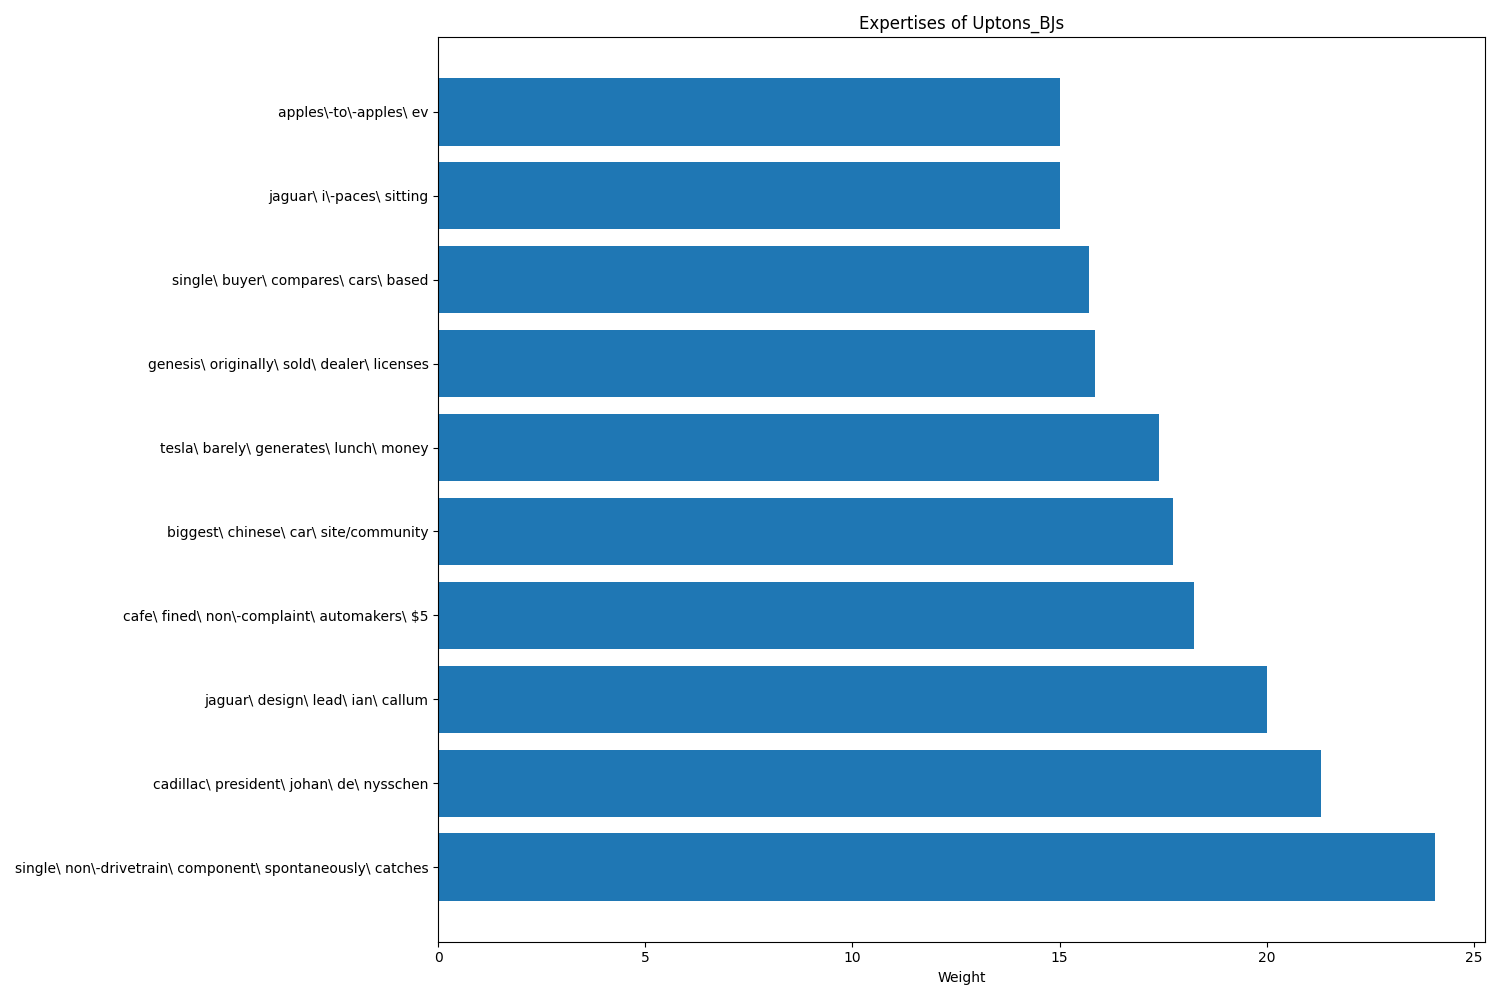 Expertises of Uptons_BJs
apples\-to\-apples\ ev
jaguar\ i\-paces\ sitting
single\ buyer\ compares\ cars\ based
genesis\ originally\ sold\ dealer\ licenses
tesla\ barely\ generates\ lunch\ money
biggest\ chinese\ car\ site/community
cafe\ fined\ non\-complaint\ automakers\ $5
jaguar\ design\ lead\ ian\ callum
cadillac\ president\ johan\ de\ nysschen
single\ non\-drivetrain\ component\ spontaneously\ catches
0 5 10 15 20 25
Weight